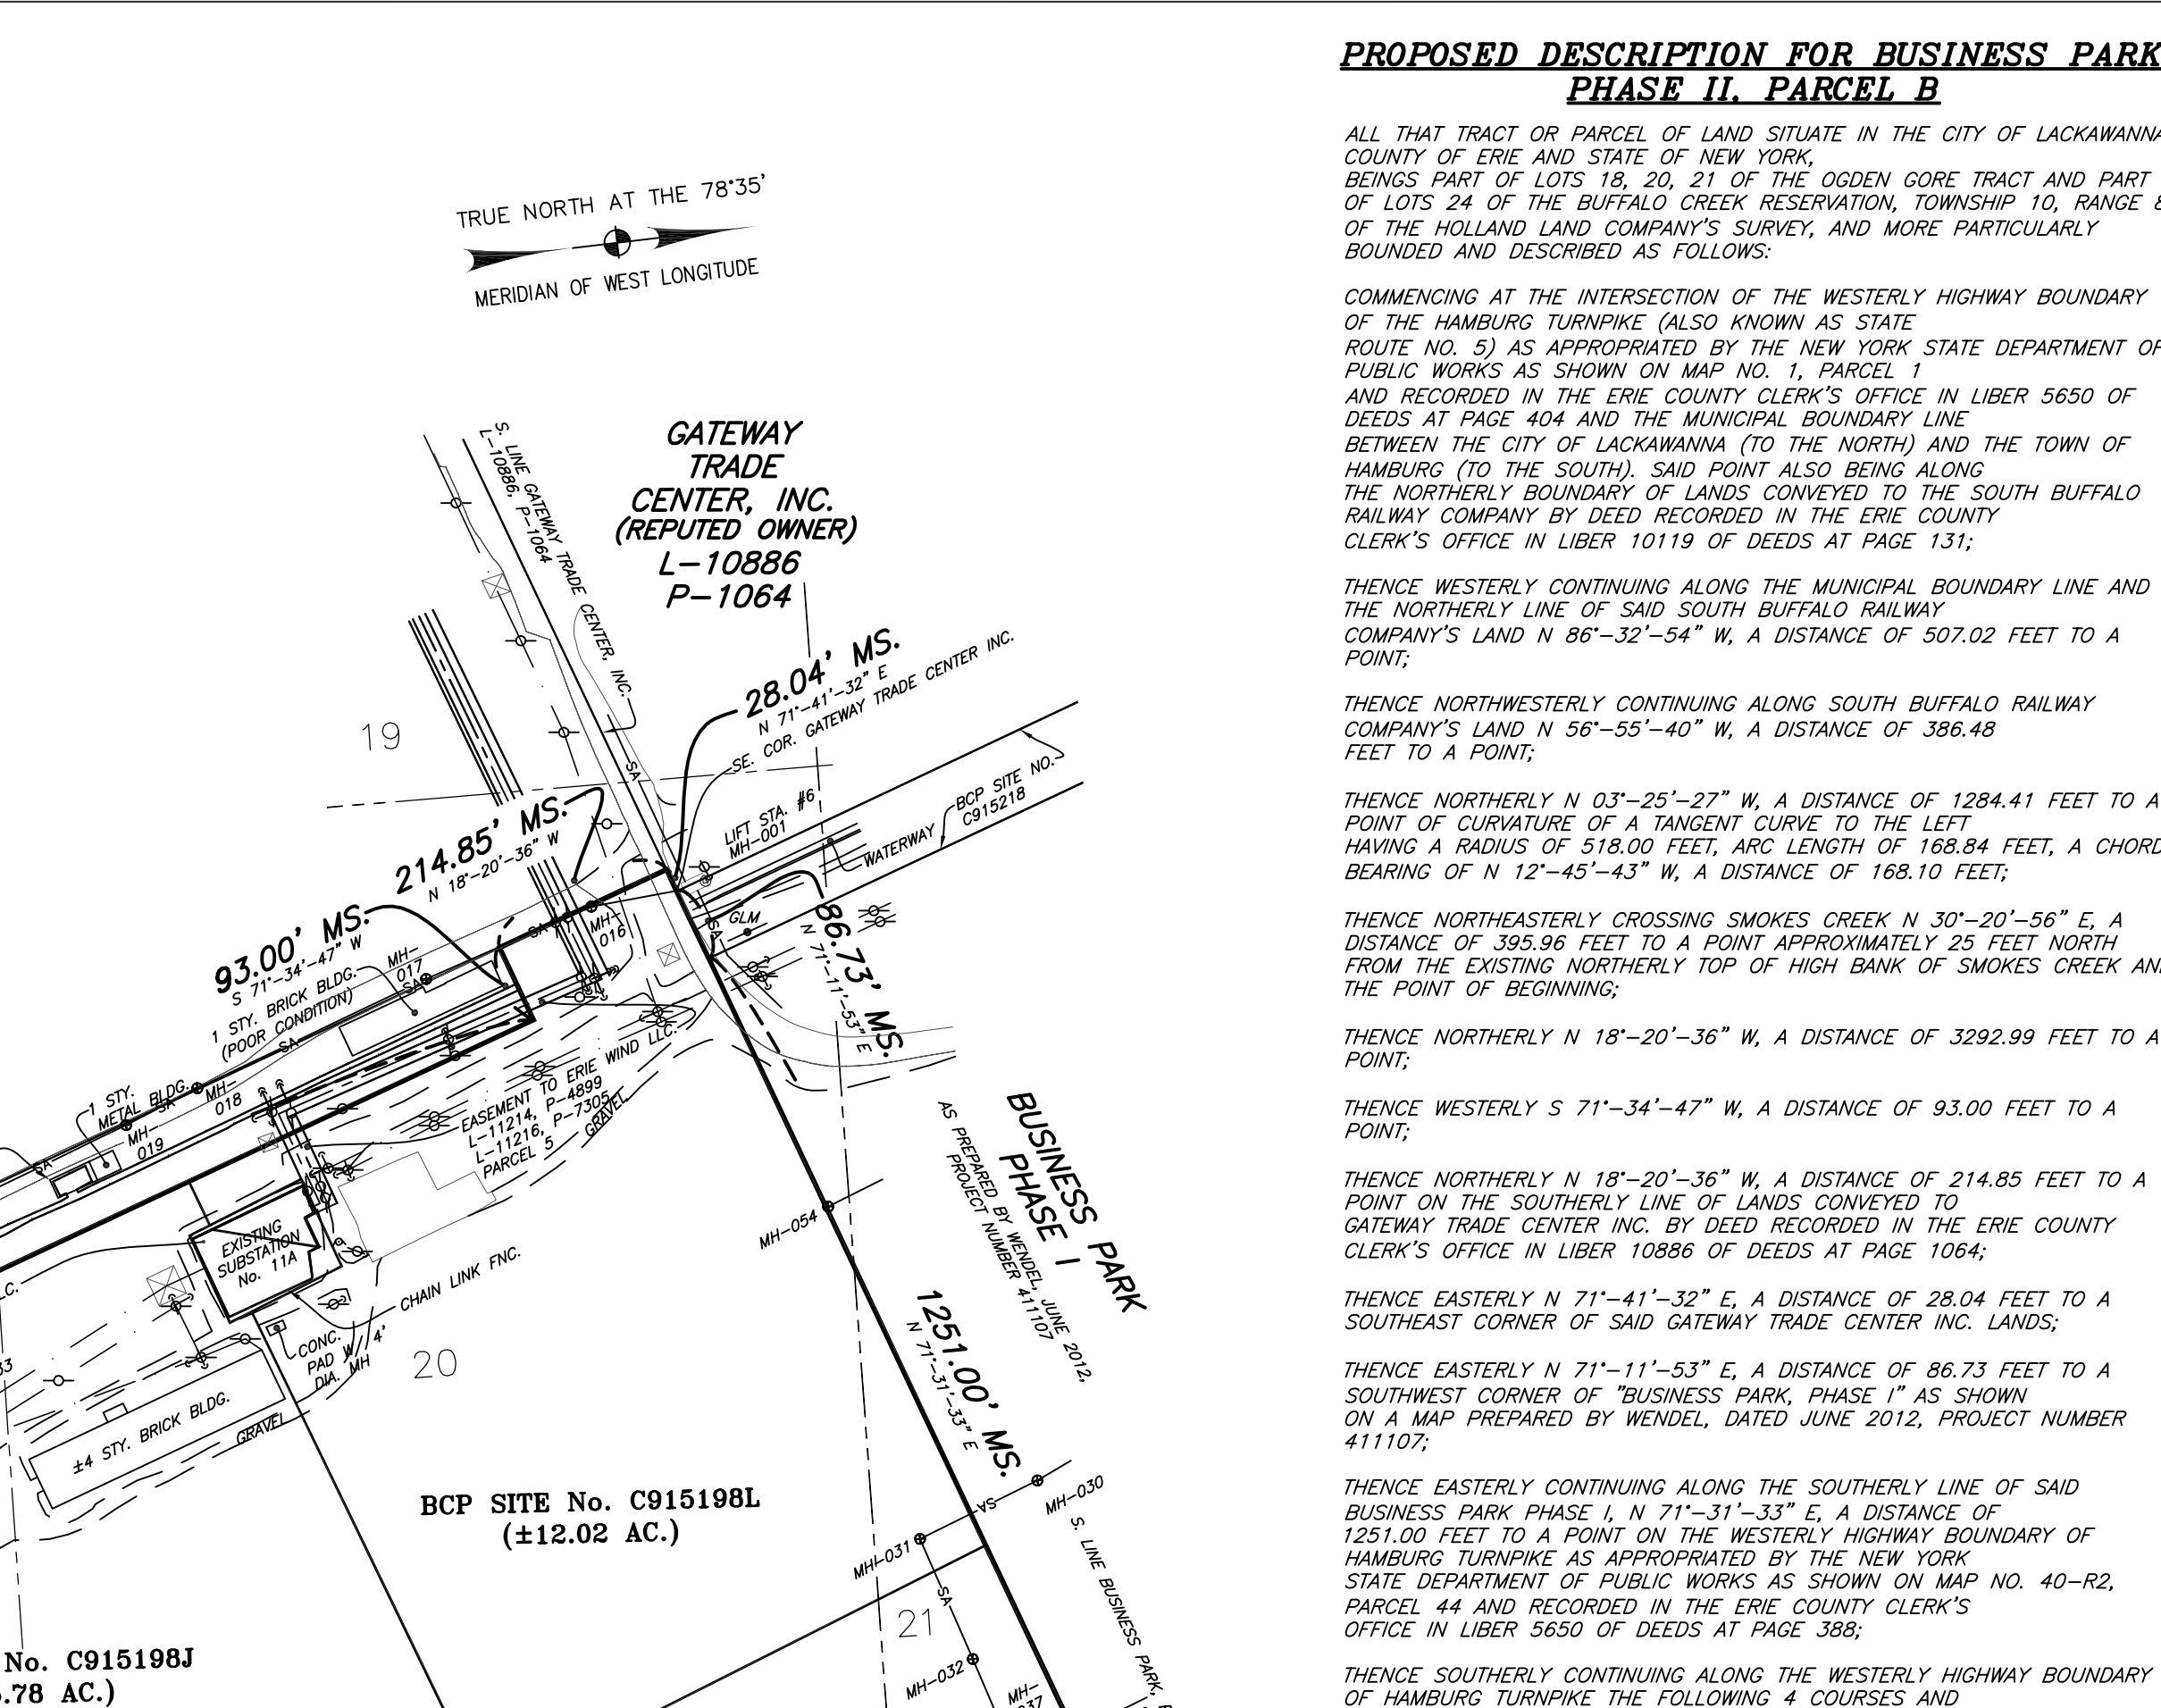 TRUE NORTH AT THE 78°35'
MERIDIAN OF WEST LONGITUDE
GATEWAY
TRADE
CENTER, INC.
(REPUTED OWNER)
L-10886
P-1064
S. LINE GATEWAY TRADE CENTER, INC.
L-10886, P-1064
19
28.04' MS.
N 71°-41'-32" E
SE. COR. GATEWAY TRADE CENTER INC.
SA
LIFT STA. #6
MH-001
BCP SITE NO.
C915218
WATERWAY
214.85' MS.
N 18°-20'-36" W
93.00' MS.
S 71°-34'-47" W
1 STY. BRICK BLDG.
(POOR CONDITION)
MH-
017
SA
SA
MH-
016
SA
GLM
86.73' MS.
N 71°-11'-53" E
SA
1 STY.
METAL BLDG.
SA
MH-
018
MH-
019
SA
EASEMENT TO ERIE WIND LLC.
L-11214, P-4899
L-11216, P-7305
PARCEL 5
GRAVEL
BUSINESS PARK
PHASE I
AS PREPARED BY WENDEL, JUNE 2012,
PROJECT NUMBER 411107
MH-054
EXISTING
SUBSTATION
No. 11A
LC.
CHAIN LINK FNC.
CONC.
PAD W/ 4'
DIA. MH
33
20
±4 STY. BRICK BLDG.
GRAVEL
1251.00' MS.
N 71°-31'-33" E
BCP SITE No. C915198L
(±12.02 AC.)
MH-030
SA
MH-031
SA
S. LINE BUSINESS PARK,
21
MH-032
MH-
37
No. C915198J
.78 AC.)
PROPOSED DESCRIPTION FOR BUSINESS PARK
PHASE II, PARCEL B
ALL THAT TRACT OR PARCEL OF LAND SITUATE IN THE CITY OF LACKAWANNA
COUNTY OF ERIE AND STATE OF NEW YORK,
BEINGS PART OF LOTS 18, 20, 21 OF THE OGDEN GORE TRACT AND PART
OF LOTS 24 OF THE BUFFALO CREEK RESERVATION, TOWNSHIP 10, RANGE 8
OF THE HOLLAND LAND COMPANY'S SURVEY, AND MORE PARTICULARLY
BOUNDED AND DESCRIBED AS FOLLOWS:
COMMENCING AT THE INTERSECTION OF THE WESTERLY HIGHWAY BOUNDARY
OF THE HAMBURG TURNPIKE (ALSO KNOWN AS STATE
ROUTE NO. 5) AS APPROPRIATED BY THE NEW YORK STATE DEPARTMENT OF
PUBLIC WORKS AS SHOWN ON MAP NO. 1, PARCEL 1
AND RECORDED IN THE ERIE COUNTY CLERK'S OFFICE IN LIBER 5650 OF
DEEDS AT PAGE 404 AND THE MUNICIPAL BOUNDARY LINE
BETWEEN THE CITY OF LACKAWANNA (TO THE NORTH) AND THE TOWN OF
HAMBURG (TO THE SOUTH). SAID POINT ALSO BEING ALONG
THE NORTHERLY BOUNDARY OF LANDS CONVEYED TO THE SOUTH BUFFALO
RAILWAY COMPANY BY DEED RECORDED IN THE ERIE COUNTY
CLERK'S OFFICE IN LIBER 10119 OF DEEDS AT PAGE 131;
THENCE WESTERLY CONTINUING ALONG THE MUNICIPAL BOUNDARY LINE AND
THE NORTHERLY LINE OF SAID SOUTH BUFFALO RAILWAY
COMPANY'S LAND N 86°-32'-54" W, A DISTANCE OF 507.02 FEET TO A
POINT;
THENCE NORTHWESTERLY CONTINUING ALONG SOUTH BUFFALO RAILWAY
COMPANY'S LAND N 56°-55'-40" W, A DISTANCE OF 386.48
FEET TO A POINT;
THENCE NORTHERLY N 03°-25'-27" W, A DISTANCE OF 1284.41 FEET TO A
POINT OF CURVATURE OF A TANGENT CURVE TO THE LEFT
HAVING A RADIUS OF 518.00 FEET, ARC LENGTH OF 168.84 FEET, A CHORD
BEARING OF N 12°-45'-43" W, A DISTANCE OF 168.10 FEET;
THENCE NORTHEASTERLY CROSSING SMOKES CREEK N 30°-20'-56" E, A
DISTANCE OF 395.96 FEET TO A POINT APPROXIMATELY 25 FEET NORTH
FROM THE EXISTING NORTHERLY TOP OF HIGH BANK OF SMOKES CREEK AND
THE POINT OF BEGINNING;
THENCE NORTHERLY N 18°-20'-36" W, A DISTANCE OF 3292.99 FEET TO A
POINT;
THENCE WESTERLY S 71°-34'-47" W, A DISTANCE OF 93.00 FEET TO A
POINT;
THENCE NORTHERLY N 18°-20'-36" W, A DISTANCE OF 214.85 FEET TO A
POINT ON THE SOUTHERLY LINE OF LANDS CONVEYED TO
GATEWAY TRADE CENTER INC. BY DEED RECORDED IN THE ERIE COUNTY
CLERK'S OFFICE IN LIBER 10886 OF DEEDS AT PAGE 1064;
THENCE EASTERLY N 71°-41'-32" E, A DISTANCE OF 28.04 FEET TO A
SOUTHEAST CORNER OF SAID GATEWAY TRADE CENTER INC. LANDS;
THENCE EASTERLY N 71°-11'-53" E, A DISTANCE OF 86.73 FEET TO A
SOUTHWEST CORNER OF "BUSINESS PARK, PHASE I" AS SHOWN
ON A MAP PREPARED BY WENDEL, DATED JUNE 2012, PROJECT NUMBER
411107;
THENCE EASTERLY CONTINUING ALONG THE SOUTHERLY LINE OF SAID
BUSINESS PARK PHASE I, N 71°-31'-33" E, A DISTANCE OF
1251.00 FEET TO A POINT ON THE WESTERLY HIGHWAY BOUNDARY OF
HAMBURG TURNPIKE AS APPROPRIATED BY THE NEW YORK
STATE DEPARTMENT OF PUBLIC WORKS AS SHOWN ON MAP NO. 40-R2,
PARCEL 44 AND RECORDED IN THE ERIE COUNTY CLERK'S
OFFICE IN LIBER 5650 OF DEEDS AT PAGE 388;
THENCE SOUTHERLY CONTINUING ALONG THE WESTERLY HIGHWAY BOUNDARY
OF HAMBURG TURNPIKE THE FOLLOWING 4 COURSES AND